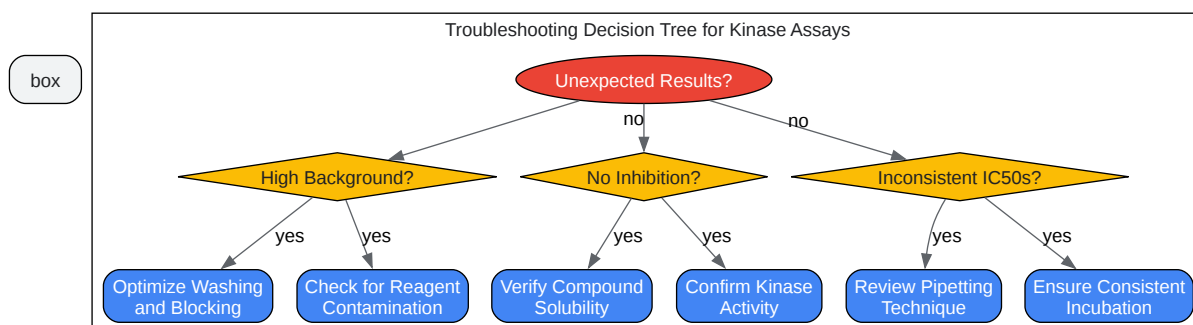 Troubleshooting Decision Tree for Kinase Assays
box
Unexpected Results?
no
no
High Background?
No Inhibition?
Inconsistent IC50s?
yes
yes
yes
yes
yes
yes
Optimize Washing
and Blocking
Check for Reagent
Contamination
Verify Compound
Solubility
Confirm Kinase
Activity
Review Pipetting
Technique
Ensure Consistent
Incubation